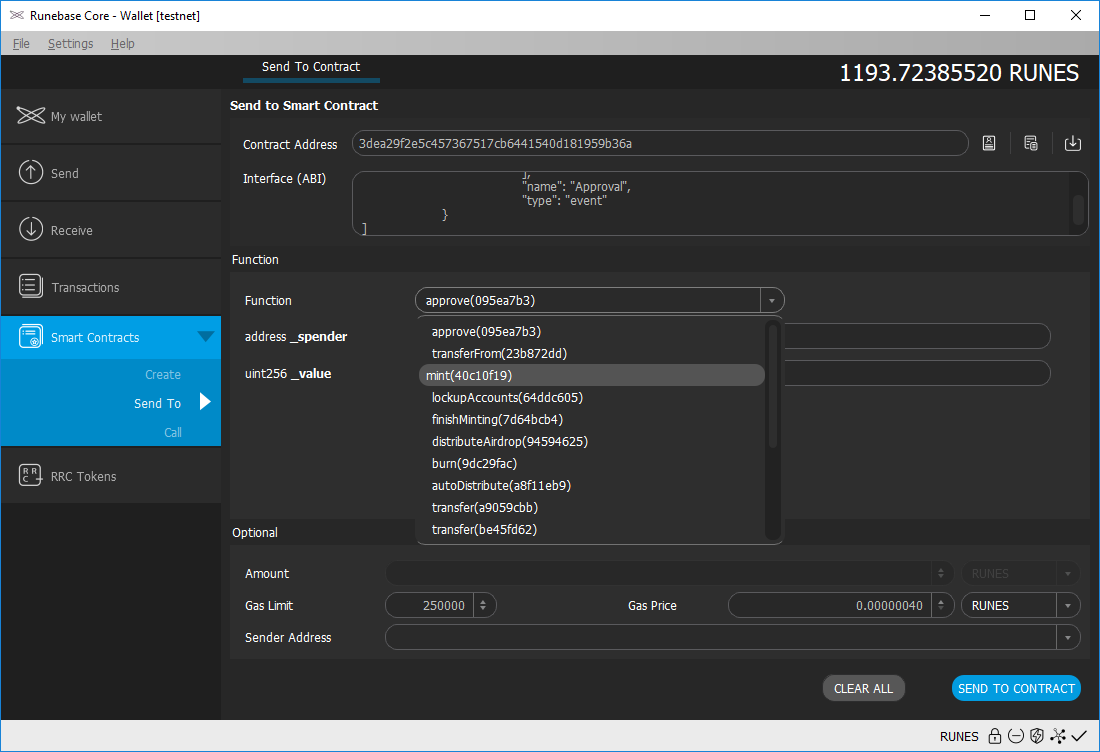 Runebase Core - Wallet [testnet]
File Settings Help
Send To Contract
1193.72385520 RUNES
My wallet
Send
Receive
Transactions
Smart Contracts
Create
Send To
Call
RRC Tokens
Send to Smart Contract
Contract Address 3dea29f2e5c457367517cb6441540d181959b36a
Interface (ABI)
],
"name": "Approval",
"type": "event"
}
]
Function
Function approve(095ea7b3)
address _spender
uint256 _value
approve(095ea7b3)
transferFrom(23b872dd)
mint(40c10f19)
lockupAccounts(64ddc605)
finishMinting(7d64bcb4)
distributeAirdrop(94594625)
burn(9dc29fac)
autoDistribute(a8f11eb9)
transfer(a9059cbb)
transfer(be45fd62)
Optional
Amount RUNES
Gas Limit 250000 Gas Price 0.00000040 RUNES
Sender Address
CLEAR ALL SEND TO CONTRACT
RUNES